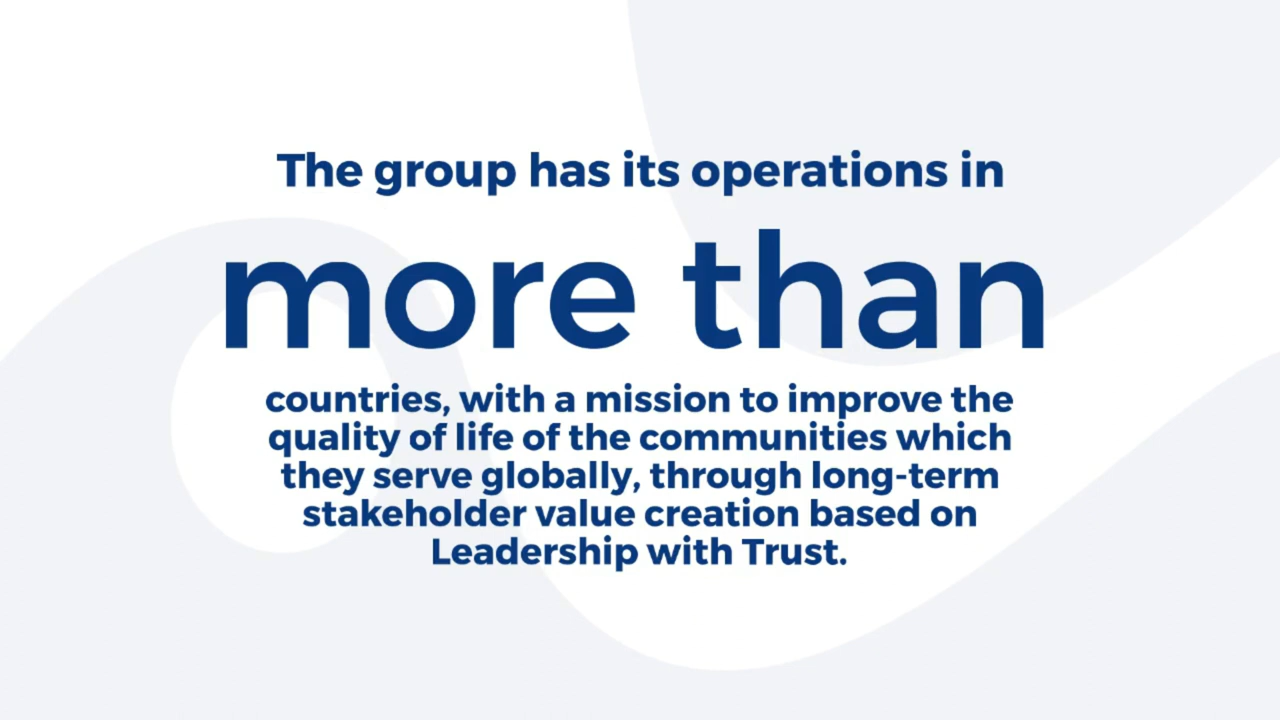 The group has its operations in
more than
countries, with a mission to improve the
quality of life of the communities which
they serve globally, through long-term
stakeholder value creation based on
Leadership with Trust.